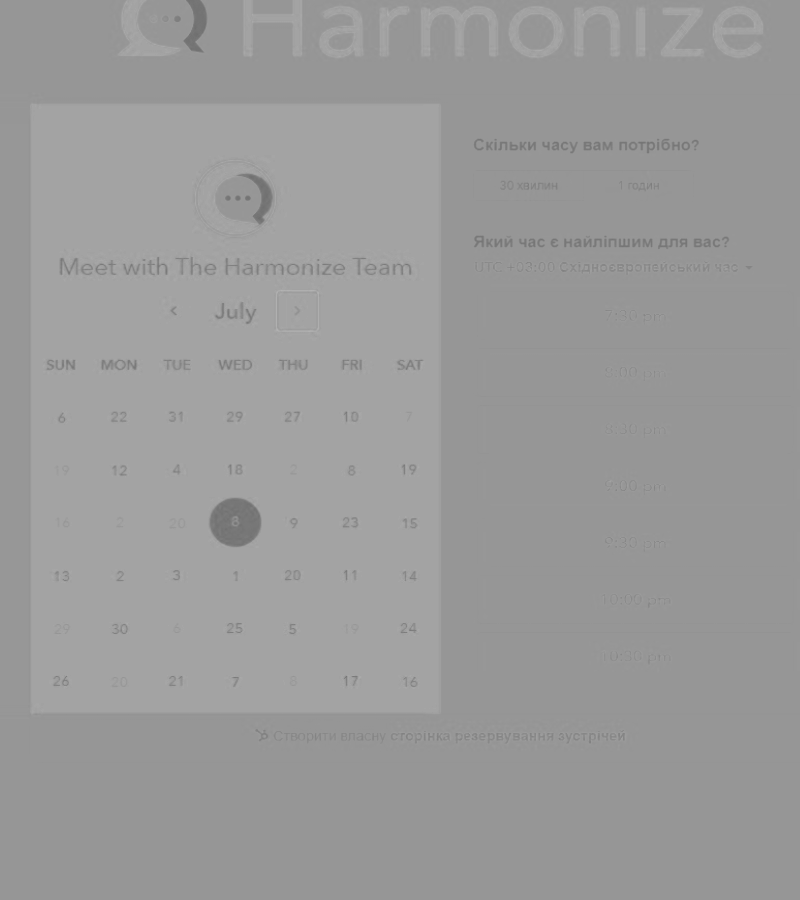 Harmonize
Meet with The Harmonize Team
July
SUN MON TUE WED THU FRI SAT
6 22 31 29 27 10 7
19 12 4 18 2 8 19
16 2 20 8 9 23 15
13 2 3 1 20 11 14
29 30 6 25 5 19 24
26 20 21 7 8 17 16
Скільки часу вам потрібно?
30 хвилин 1 годин
Який час є найліпшим для вас?
UTC +03:00 Східноєвропейський час
7:30 pm
8:00 pm
8:30 pm
9:00 pm
9:30 pm
10:00 pm
10:30 pm
Створити власну сторінка резервування зустрічей